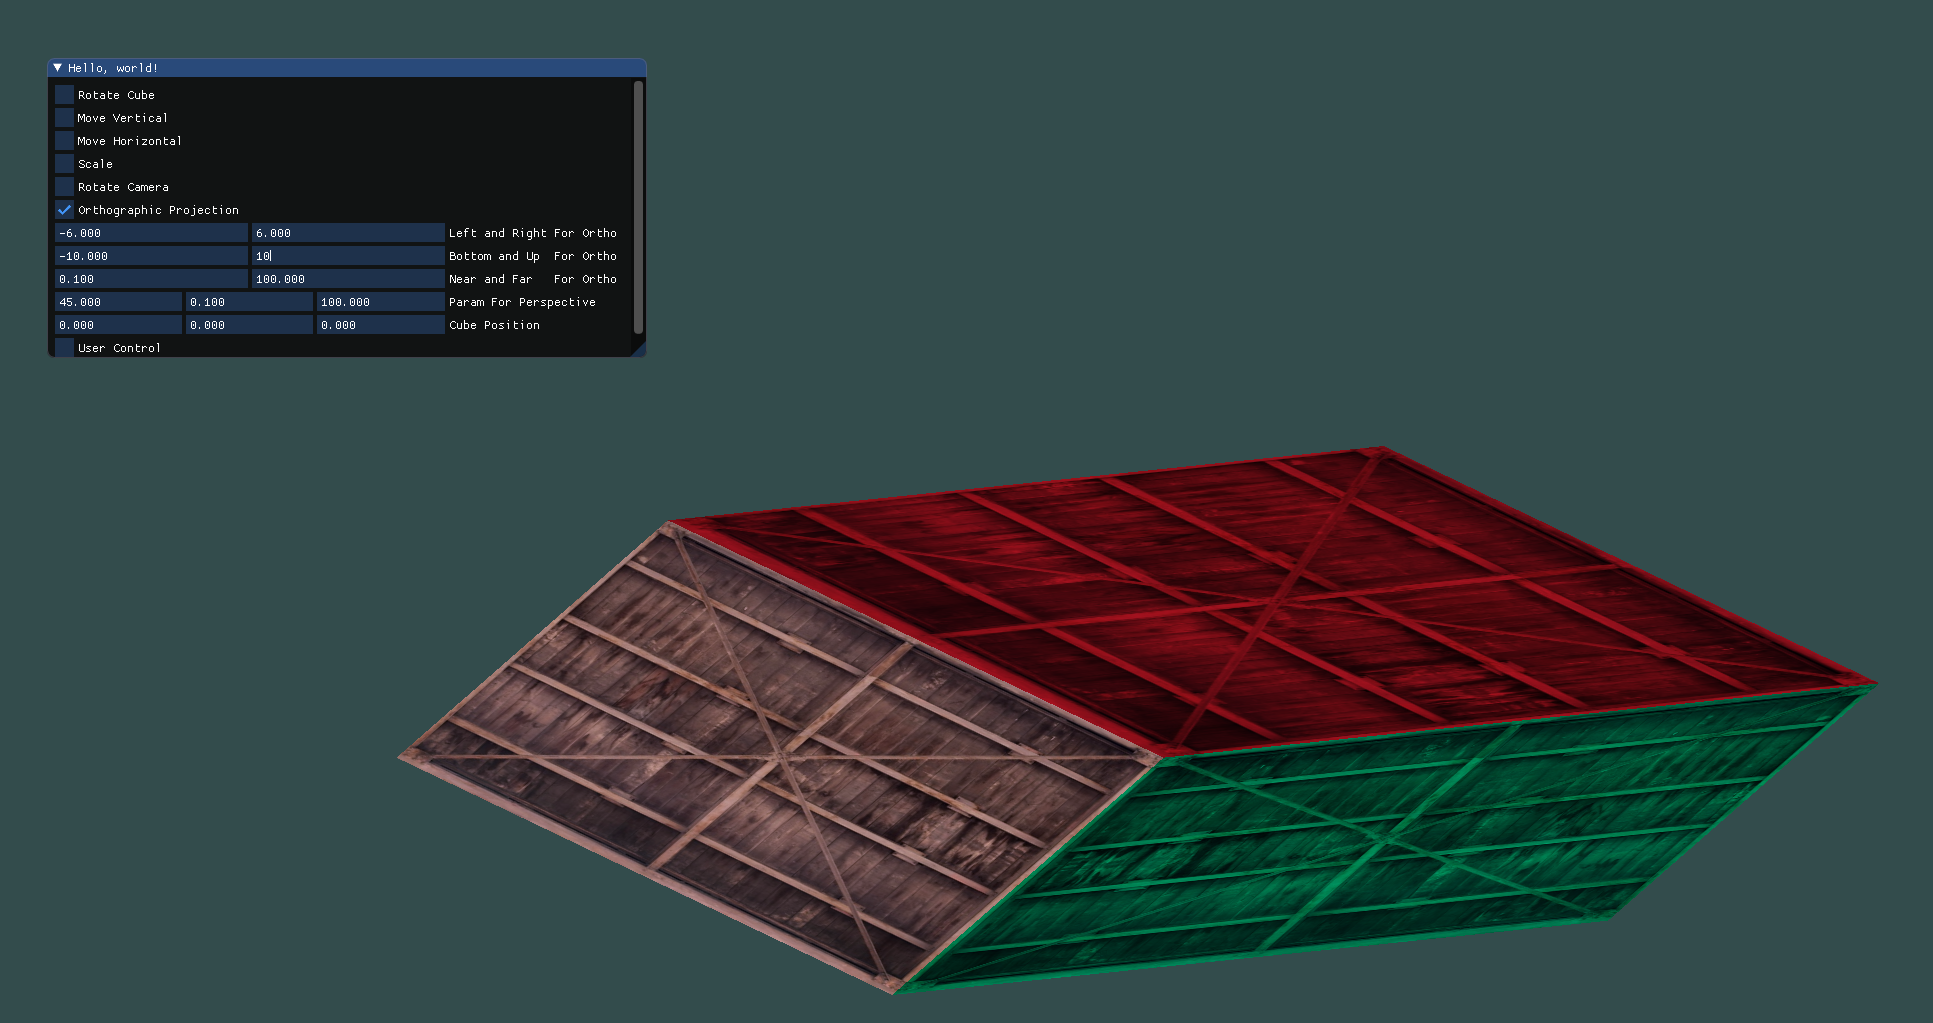 Hello, world!
Rotate Cube
Move Vertical
Move Horizontal
Scale
Rotate Camera
Orthographic Projection
-6.000 6.000 Left and Right For Ortho
-10.000 10 Bottom and Up For Ortho
0.100 100.000 Near and Far For Ortho
45.000 0.100 100.000 Param For Perspective
0.000 0.000 0.000 Cube Position
User Control